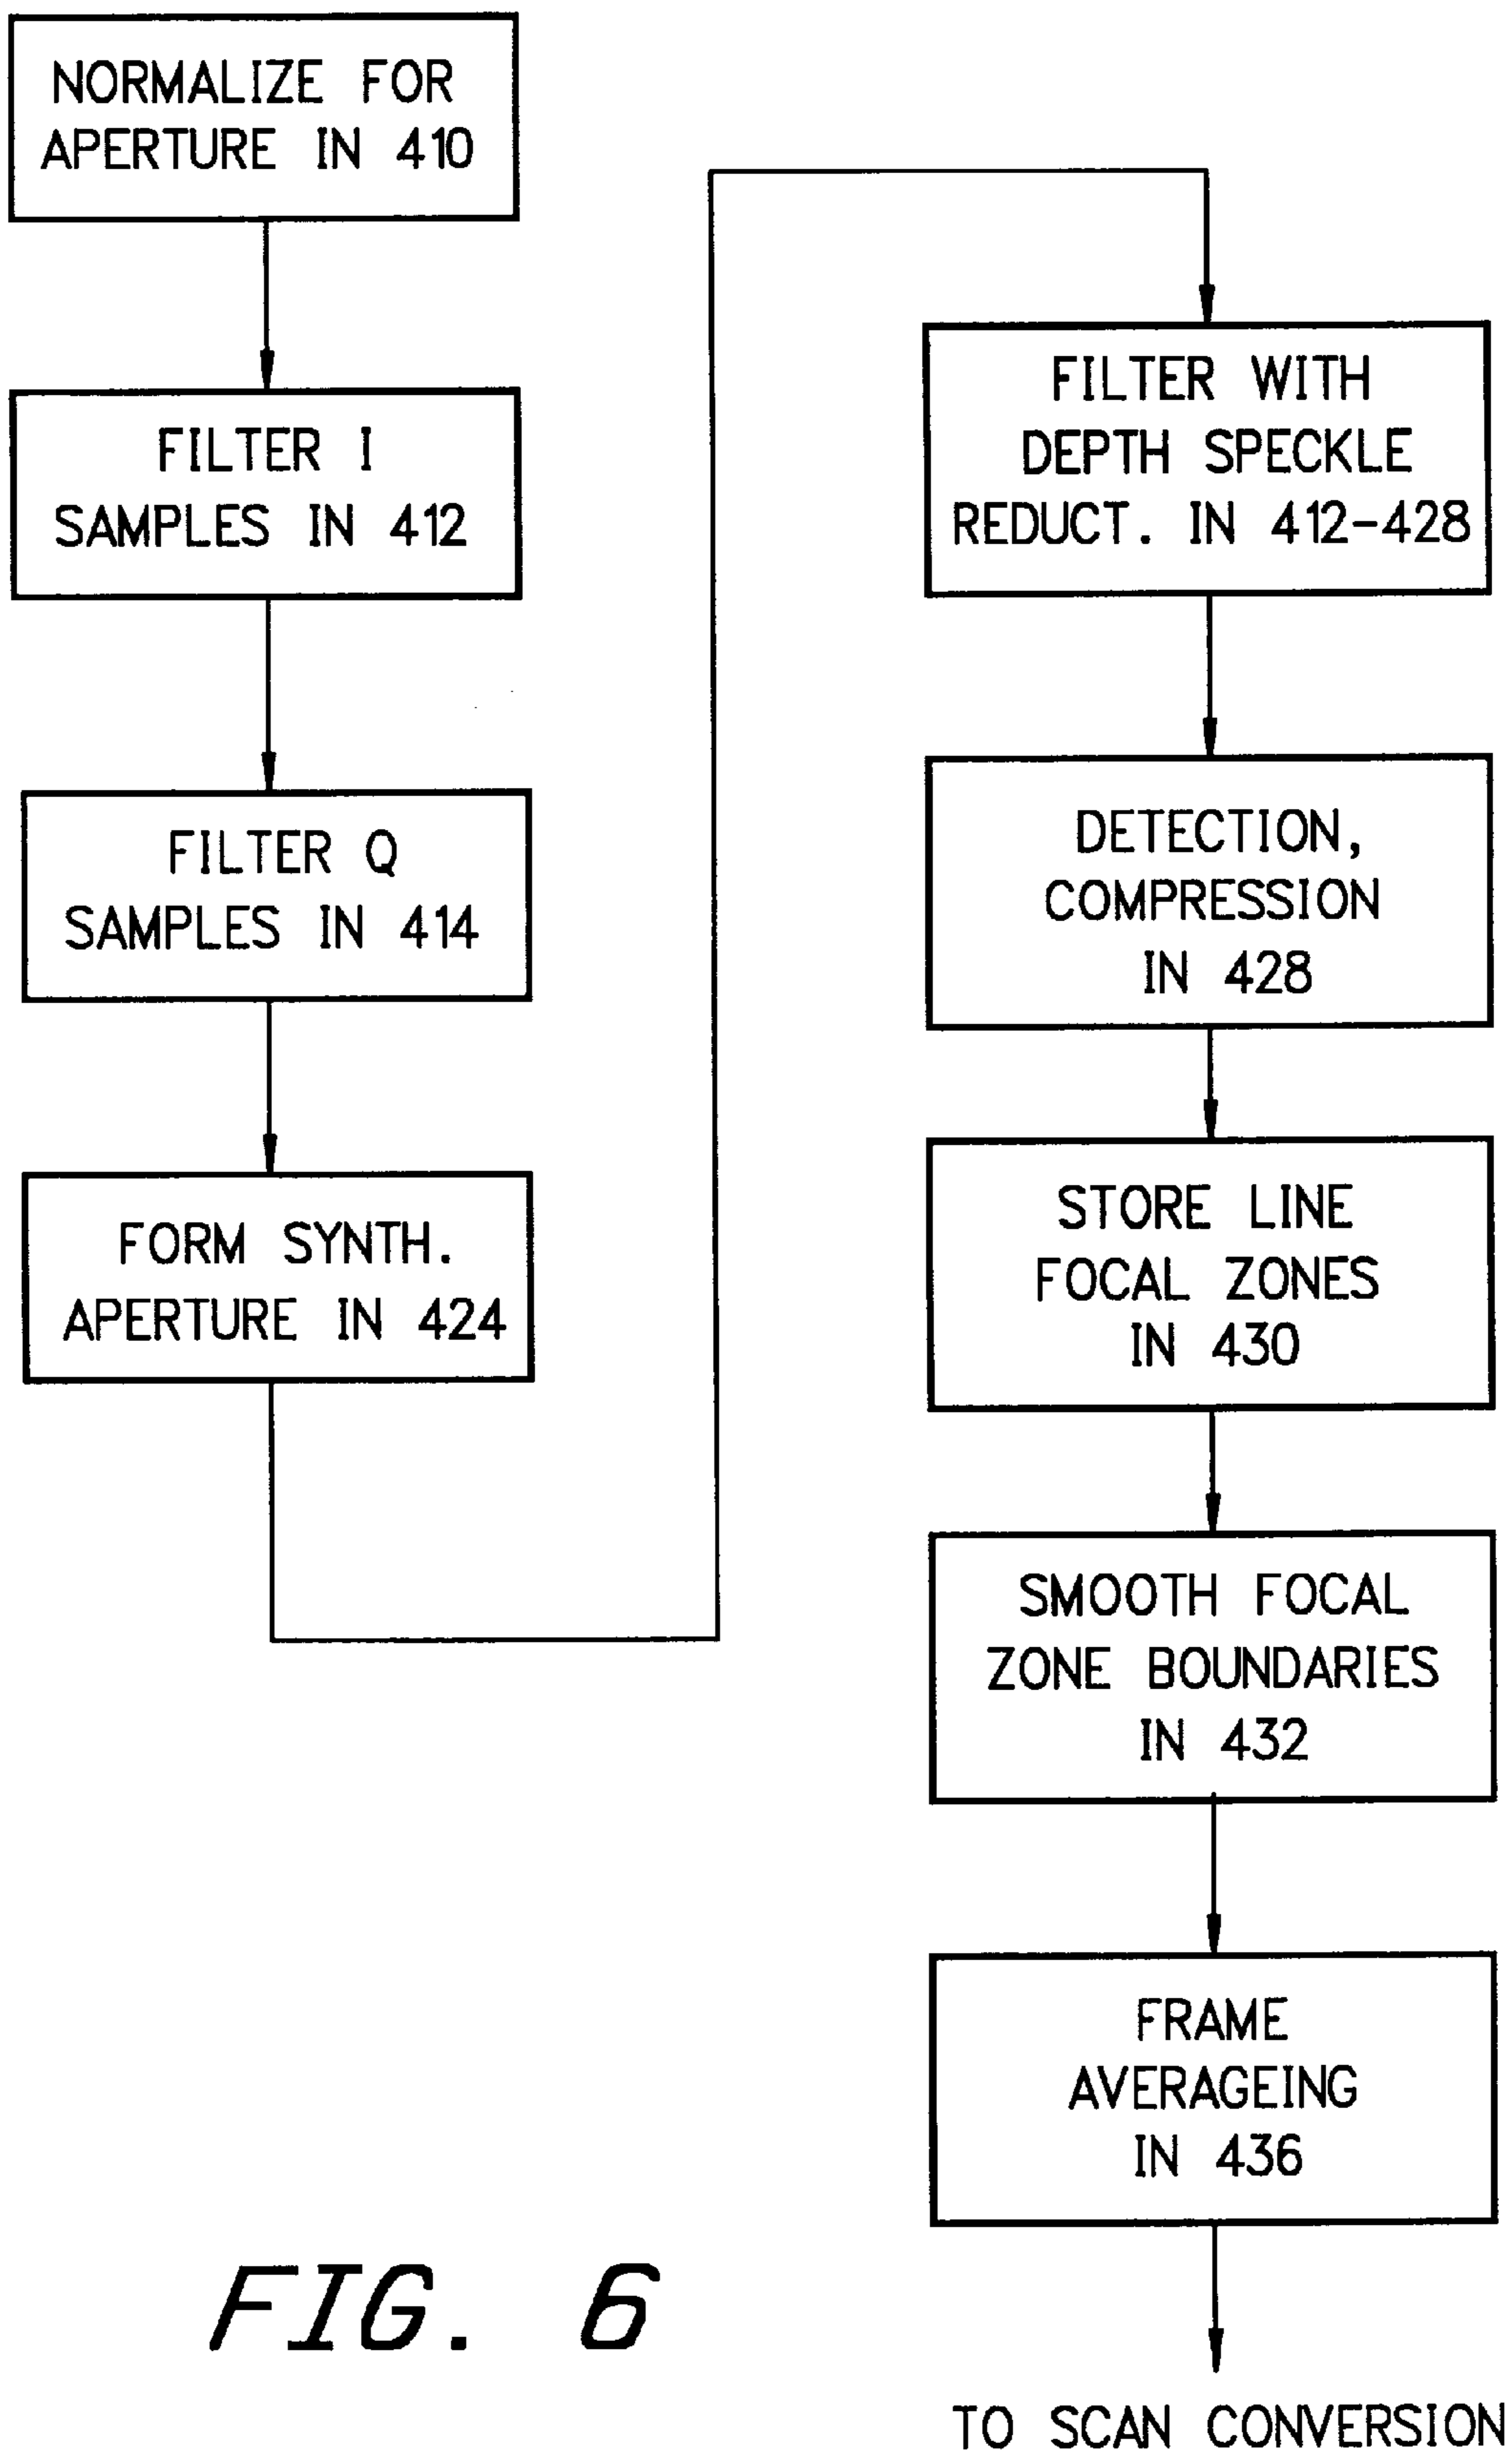 NORMALIZE FOR
APERTURE IN 410
FILTER I
SAMPLES IN 412
FILTER Q
SAMPLES IN 414
FORM SYNTH.
APERTURE IN 424
FILTER WITH
DEPTH SPECKLE
REDUCT. IN 412-428
DETECTION,
COMPRESSION
IN 428
STORE LINE
FOCAL ZONES
IN 430
SMOOTH FOCAL
ZONE BOUNDARIES
IN 432
FRAME
AVERAGEING
IN 436
TO SCAN CONVERSION
FIG. 6